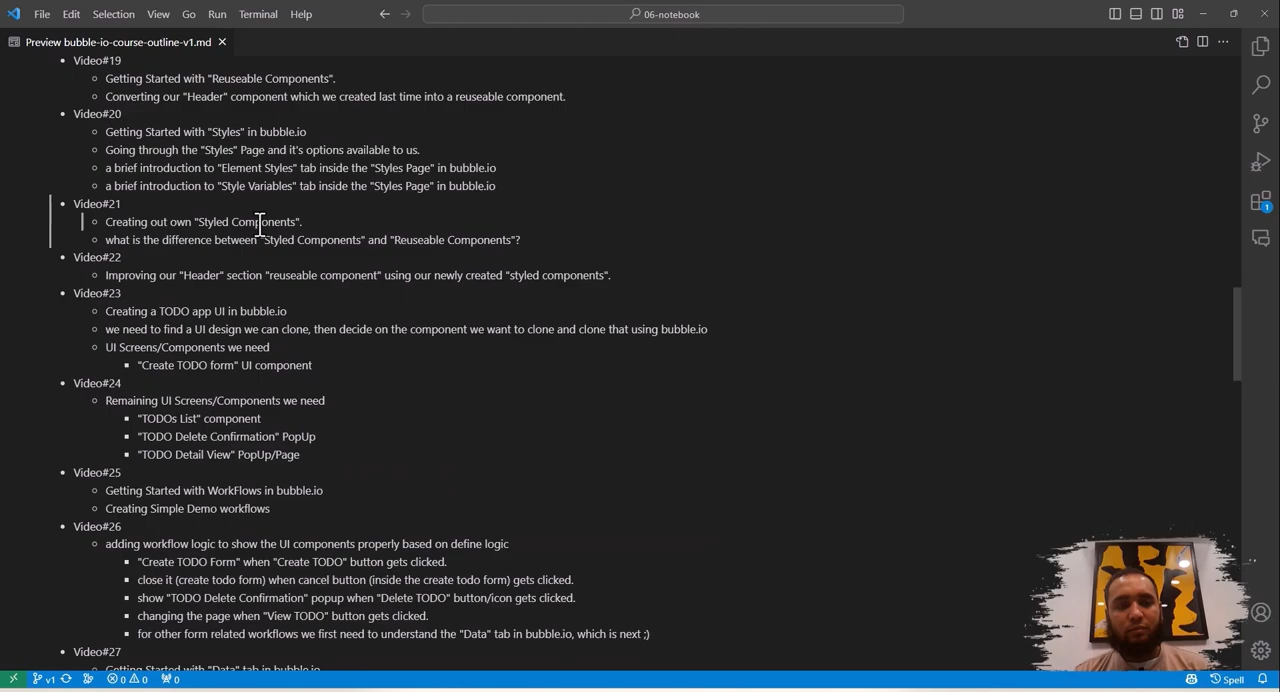 File Edit Selection View Go Run Terminal Help
06-notebook
Preview bubble-io-course-outline-v1.md
Video#19
Getting Started with "Reuseable Components".
Converting our "Header" component which we created last time into a reuseable component.
Video#20
Getting Started with "Styles" in bubble.io
Going through the "Styles" Page and it's options available to us.
a brief introduction to "Element Styles" tab inside the "Styles Page" in bubble.io
a brief introduction to "Style Variables" tab inside the "Styles Page" in bubble.io
Video#21
Creating out own "Styled Components".
what is the difference between "Styled Components" and "Reuseable Components"?
Video#22
Improving our "Header" section "reuseable component" using our newly created "styled components".
Video#23
Creating a TODO app UI in bubble.io
we need to find a UI design we can clone, then decide on the component we want to clone and clone that using bubble.io
UI Screens/Components we need
"Create TODO form" UI component
Video#24
Remaining UI Screens/Components we need
"TODOs List" component
"TODO Delete Confirmation" PopUp
"TODO Detail View" PopUp/Page
Video#25
Getting Started with WorkFlows in bubble.io
Creating Simple Demo workflows
Video#26
adding workflow logic to show the UI components properly based on define logic
"Create TODO Form" when "Create TODO" button gets clicked.
close it (create todo form) when cancel button (inside the create todo form) gets clicked.
show "TODO Delete Confirmation" popup when "Delete TODO" button/icon gets clicked.
changing the page when "View TODO" button gets clicked.
for other form related workflows we first need to understand the "Data" tab in bubble.io, which is next ;)
Video#27
Getting Started with "Data" tab in bubble.io
1
v1 0 0 0 Spell